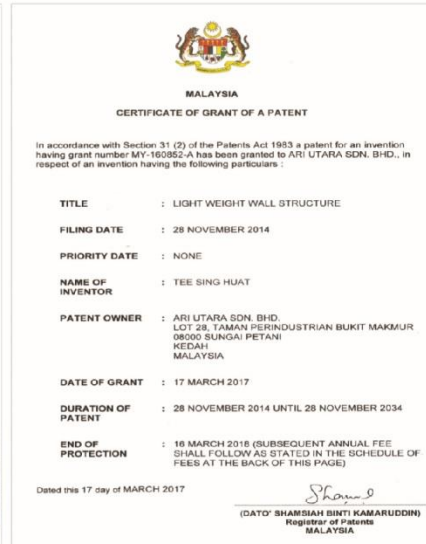 MALAYSIA
CERTIFICATE OF GRANT OF A PATENT
In accordance with Section 31 (2) of the Patents Act 1983 a patent for an invention
having grant number MY-160852-A has been granted to ARI UTARA SDN. BHD., in
respect of an invention having the following particulars :
TITLE : LIGHT WEIGHT WALL STRUCTURE
FILING DATE : 28 NOVEMBER 2014
PRIORITY DATE : NONE
NAME OF : TEE SING HUAT
INVENTOR
PATENT OWNER : ARI UTARA SDN. BHD.
LOT 28, TAMAN PERINDUSTRIAN BUKIT MAKMUR
08000 SUNGAI PETANI
KEDAH
MALAYSIA
DATE OF GRANT : 17 MARCH 2017
DURATION OF : 28 NOVEMBER 2014 UNTIL 28 NOVEMBER 2034
PATENT
END OF : 16 MARCH 2018 (SUBSEQUENT ANNUAL FEE
PROTECTION SHALL FOLLOW AS STATED IN THE SCHEDULE OF
FEES AT THE BACK OF THIS PAGE)
Dated this 17 day of MARCH 2017
(DATO' SHAMSIAH BINTI KAMARUDDIN)
Registrar of Patents
MALAYSIA